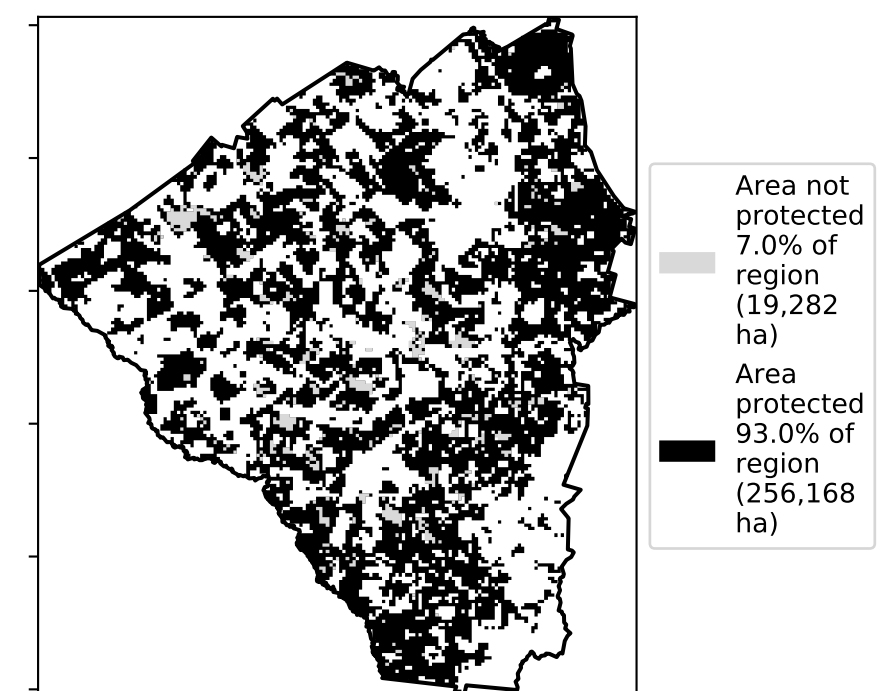 Area not
protected
7.0% of
region
(19,282
ha)
Area
protected
93.0% of
region
(256,168
ha)